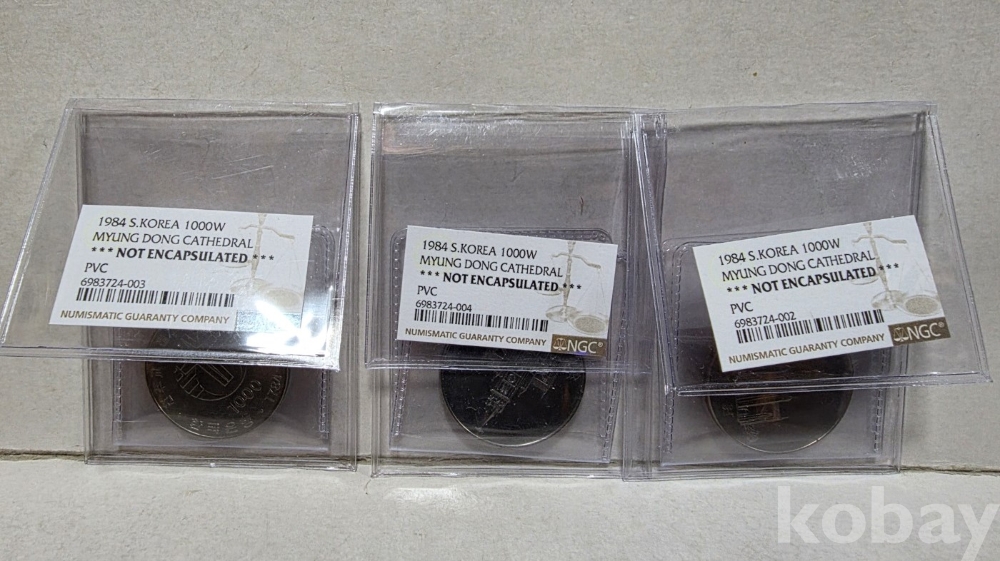 1984 S.KOREA 1000W
MYUNG DONG CATHEDRAL
*** NOT ENCAPSULATED ***
PVC
6983724-003
NUMISMATIC GUARANTY COMPANY
1000
1984 S.KOREA 1000W
MYUNG DONG CATHEDRAL
*** NOT ENCAPSULATED ***
PVC
6983724-004
NUMISMATIC GUARANTY COMPANY
NGC®
1984 S.KOREA 1000W
MYUNG DONG CATHEDRAL
*** NOT ENCAPSULATED ***
PVC
6983724-002
NUMISMATIC GUARANTY COMPANY
NGC®
kobay